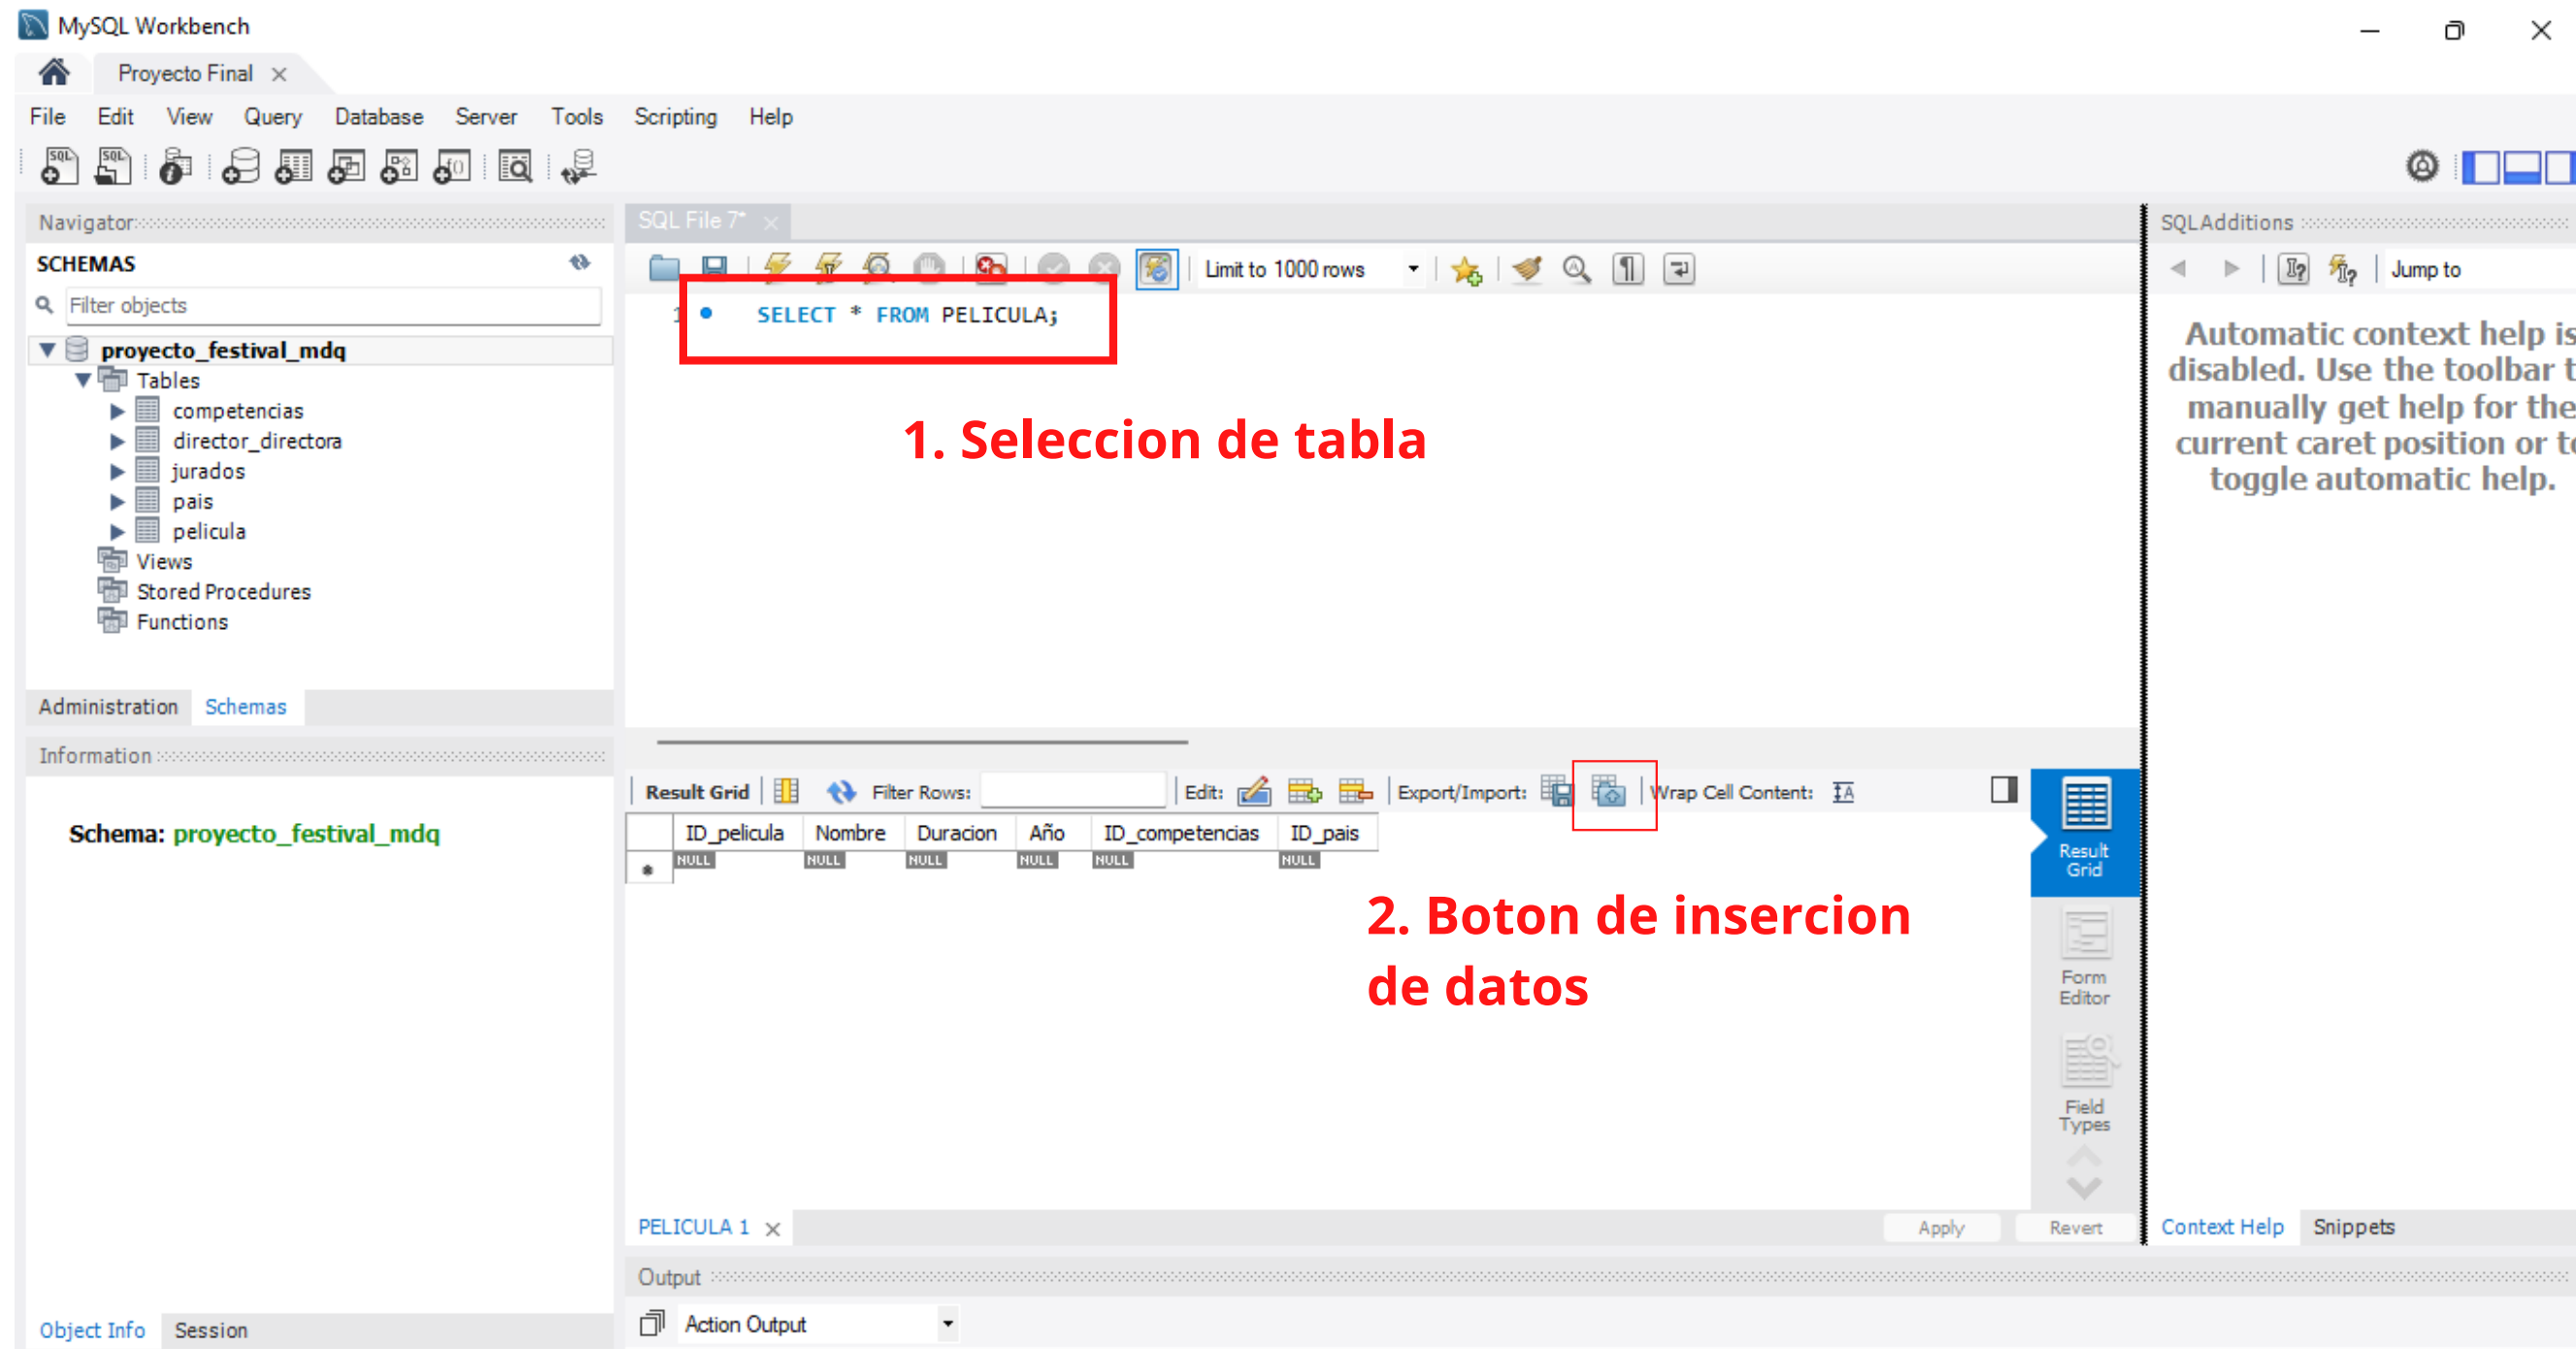 MySQL Workbench
Proyecto Final
File Edit View Query Database Server Tools Scripting Help
Navigator
SCHEMAS
Filter objects
proyecto_festival_mdq
Tables
competencias
director_directora
jurados
pais
pelicula
Views
Stored Procedures
Functions
Administration Schemas
Information
Schema: proyecto_festival_mdq
Object Info Session
SQL File 7*
Limit to 1000 rows
1 SELECT * FROM PELICULA;
1. Seleccion de tabla
Result Grid Filter Rows: Edit: Export/Import: Wrap Cell Content:
ID_pelicula Nombre Duracion Año ID_competencias ID_pais
NULL NULL NULL NULL NULL NULL
2. Boton de insercion
de datos
Result
Grid
Form
Editor
Field
Types
PELICULA 1
Apply Revert
Output
Action Output
SQLAdditions
Jump to
Automatic context help is
disabled. Use the toolbar t
manually get help for the
current caret position or to
toggle automatic help.
Context Help Snippets